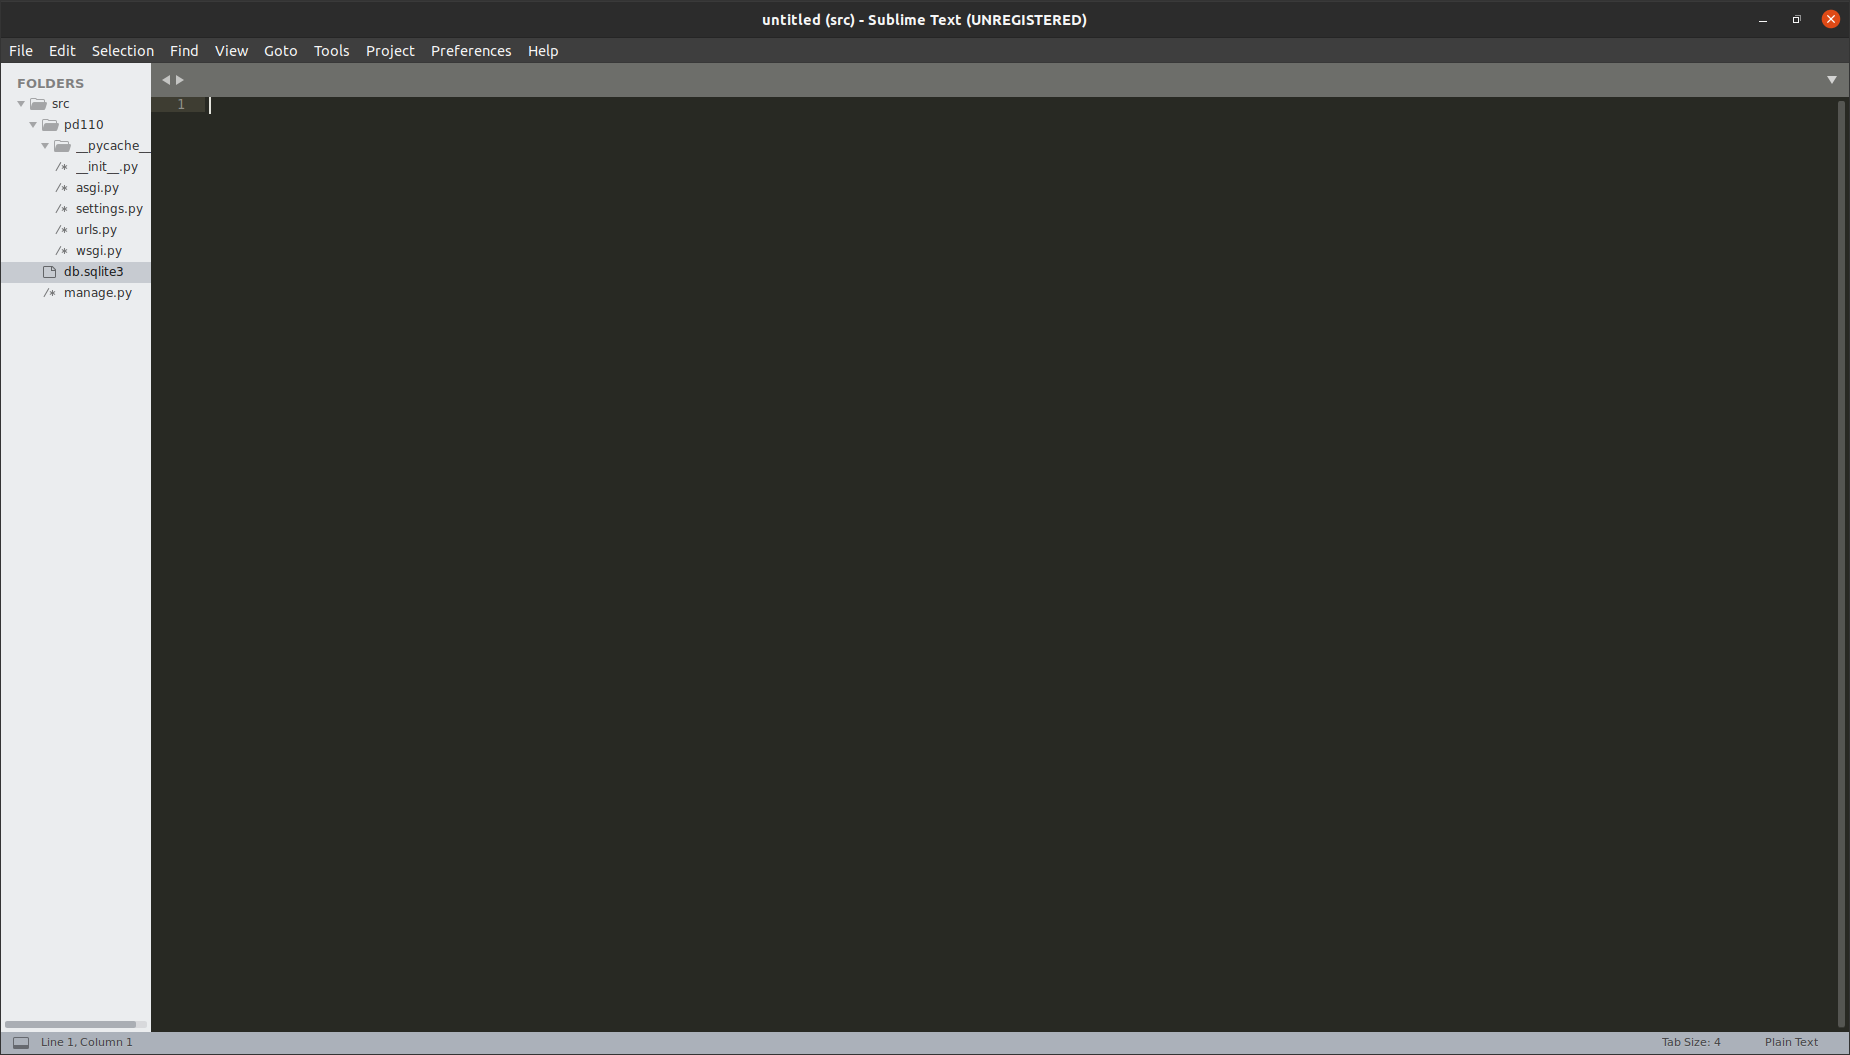 untitled (src) - Sublime Text (UNREGISTERED)
File Edit Selection Find View Goto Tools Project Preferences Help
FOLDERS
src
pd110
__pycache__
/* __init__.py
/* asgi.py
/* settings.py
/* urls.py
/* wsgi.py
db.sqlite3
/* manage.py
1
Line 1, Column 1
Tab Size: 4
Plain Text